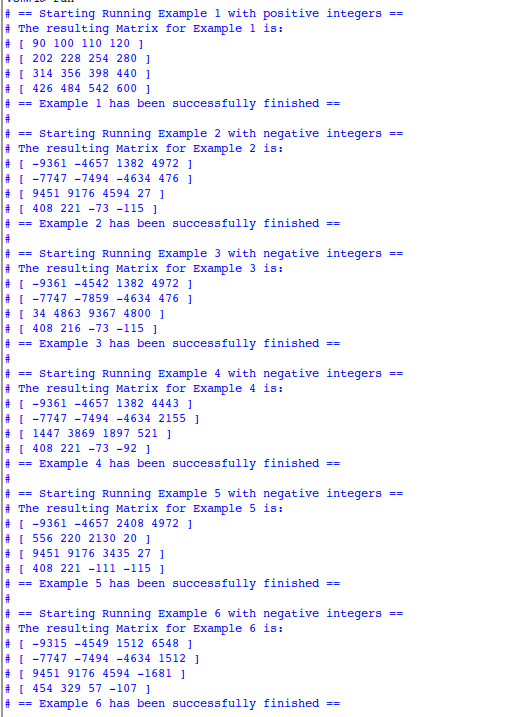 # == Starting Running Example 1 with positive integers ==
# The resulting Matrix for Example 1 is:
# [ 90 100 110 120 ]
# [ 202 228 254 280 ]
# [ 314 356 398 440 ]
# [ 426 484 542 600 ]
# == Example 1 has been successfully finished ==
#
# == Starting Running Example 2 with negative integers ==
# The resulting Matrix for Example 2 is:
# [ -9361 -4657 1382 4972 ]
# [ -7747 -7494 -4634 476 ]
# [ 9451 9176 4594 27 ]
# [ 408 221 -73 -115 ]
# == Example 2 has been successfully finished ==
#
# == Starting Running Example 3 with negative integers ==
# The resulting Matrix for Example 3 is:
# [ -9361 -4542 1382 4972 ]
# [ -7747 -7859 -4634 476 ]
# [ 34 4863 9367 4800 ]
# [ 408 216 -73 -115 ]
# == Example 3 has been successfully finished ==
#
# == Starting Running Example 4 with negative integers ==
# The resulting Matrix for Example 4 is:
# [ -9361 -4657 1382 4443 ]
# [ -7747 -7494 -4634 2155 ]
# [ 1447 3869 1897 521 ]
# [ 408 221 -73 -92 ]
# == Example 4 has been successfully finished ==
#
# == Starting Running Example 5 with negative integers ==
# The resulting Matrix for Example 5 is:
# [ -9361 -4657 2408 4972 ]
# [ 556 220 2130 20 ]
# [ 9451 9176 3435 27 ]
# [ 408 221 -111 -115 ]
# == Example 5 has been successfully finished ==
#
# == Starting Running Example 6 with negative integers ==
# The resulting Matrix for Example 6 is:
# [ -9315 -4549 1512 6548 ]
# [ -7747 -7494 -4634 1512 ]
# [ 9451 9176 4594 -1681 ]
# [ 454 329 57 -107 ]
# == Example 6 has been successfully finished ==